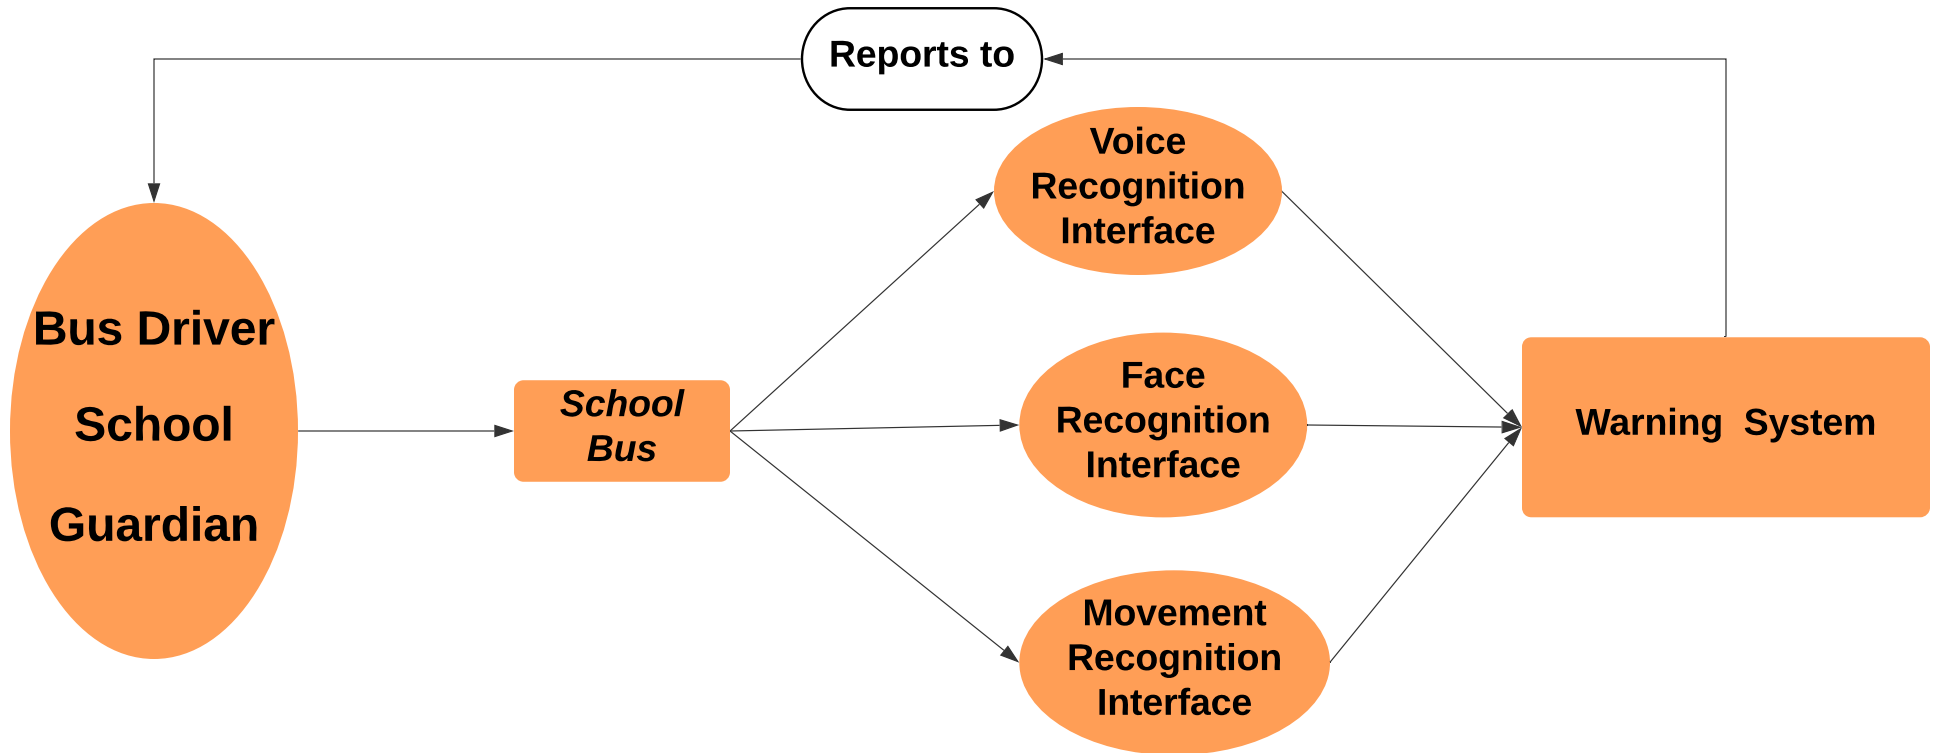 Reports to
Voice
Recognition
Interface
Bus Driver
School
Guardian
School
Bus
Face
Recognition
Interface
Warning  System
Movement
Recognition
Interface